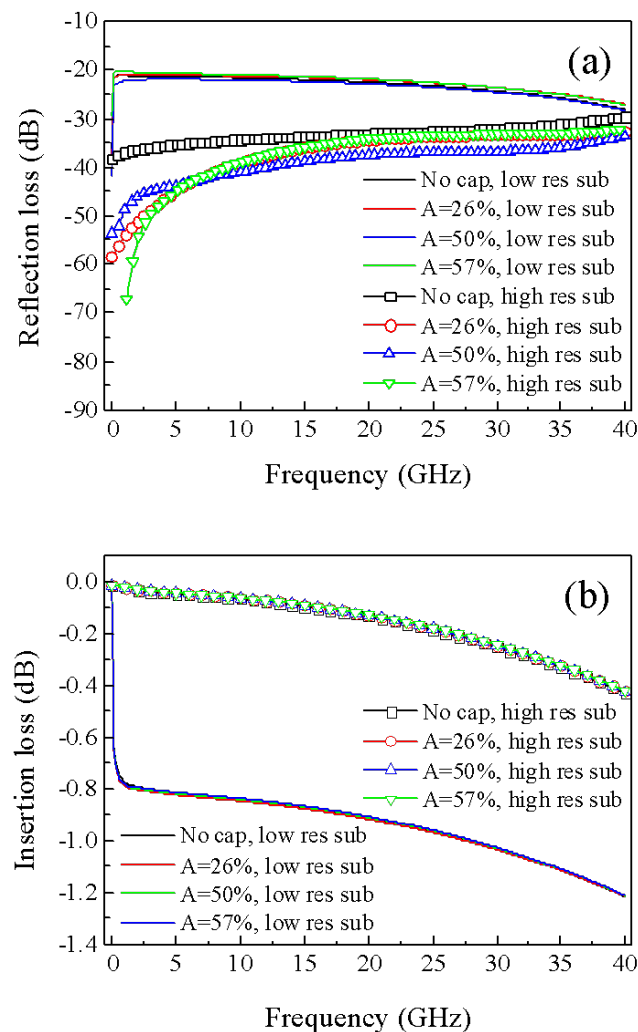 -10
-20
-30
-40
-50
-60
-70
-80
-90
Reflection loss (dB)
(a)
No cap, low res sub
A=26%, low res sub
A=50%, low res sub
A=57%, low res sub
No cap, high res sub
A=26%, high res sub
A=50%, high res sub
A=57%, high res sub
0 5 10 15 20 25 30 35 40
Frequency (GHz)
0.0
-0.2
-0.4
-0.6
-0.8
-1.0
-1.2
-1.4
Insertion loss (dB)
(b)
No cap, high res sub
A=26%, high res sub
A=50%, high res sub
A=57%, high res sub
No cap, low res sub
A=26%, low res sub
A=50%, low res sub
A=57%, low res sub
0 5 10 15 20 25 30 35 40
Frequency (GHz)